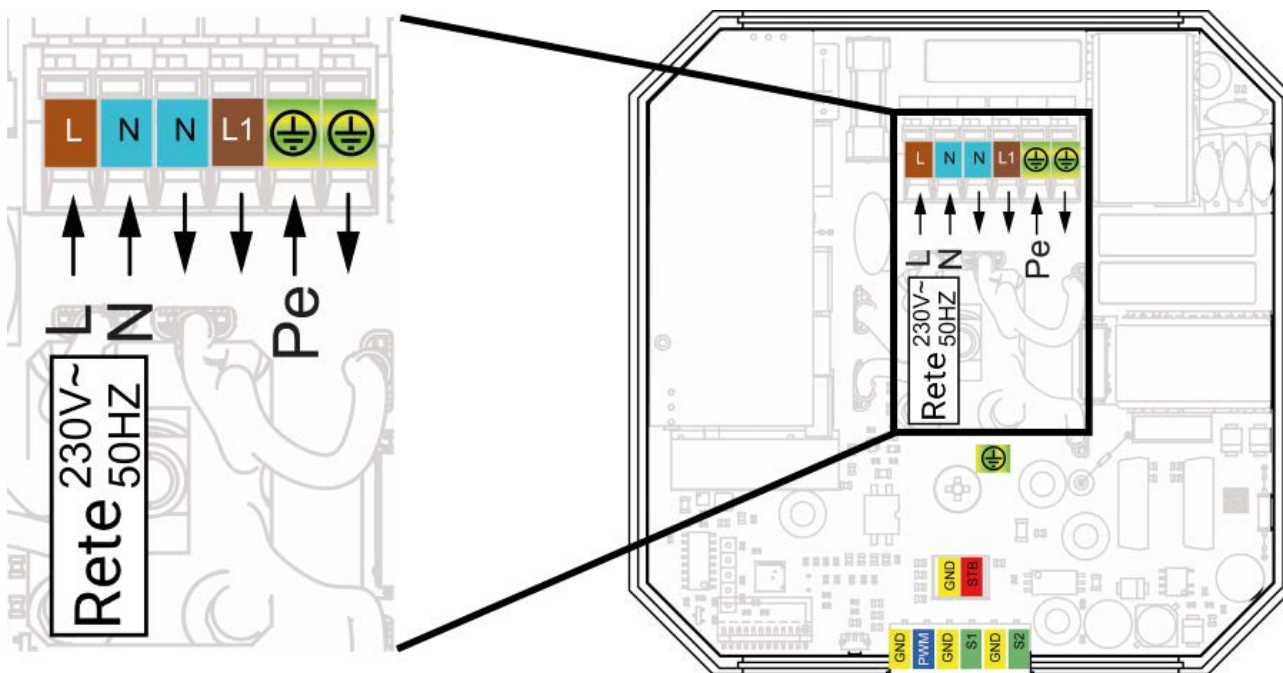 L N N L1
L N Pe
Rete 230V~ 50HZ
L N N L1
L N Pe
Rete 230V~ 50HZ
GND STB
GND PWM GND S1 GND S2